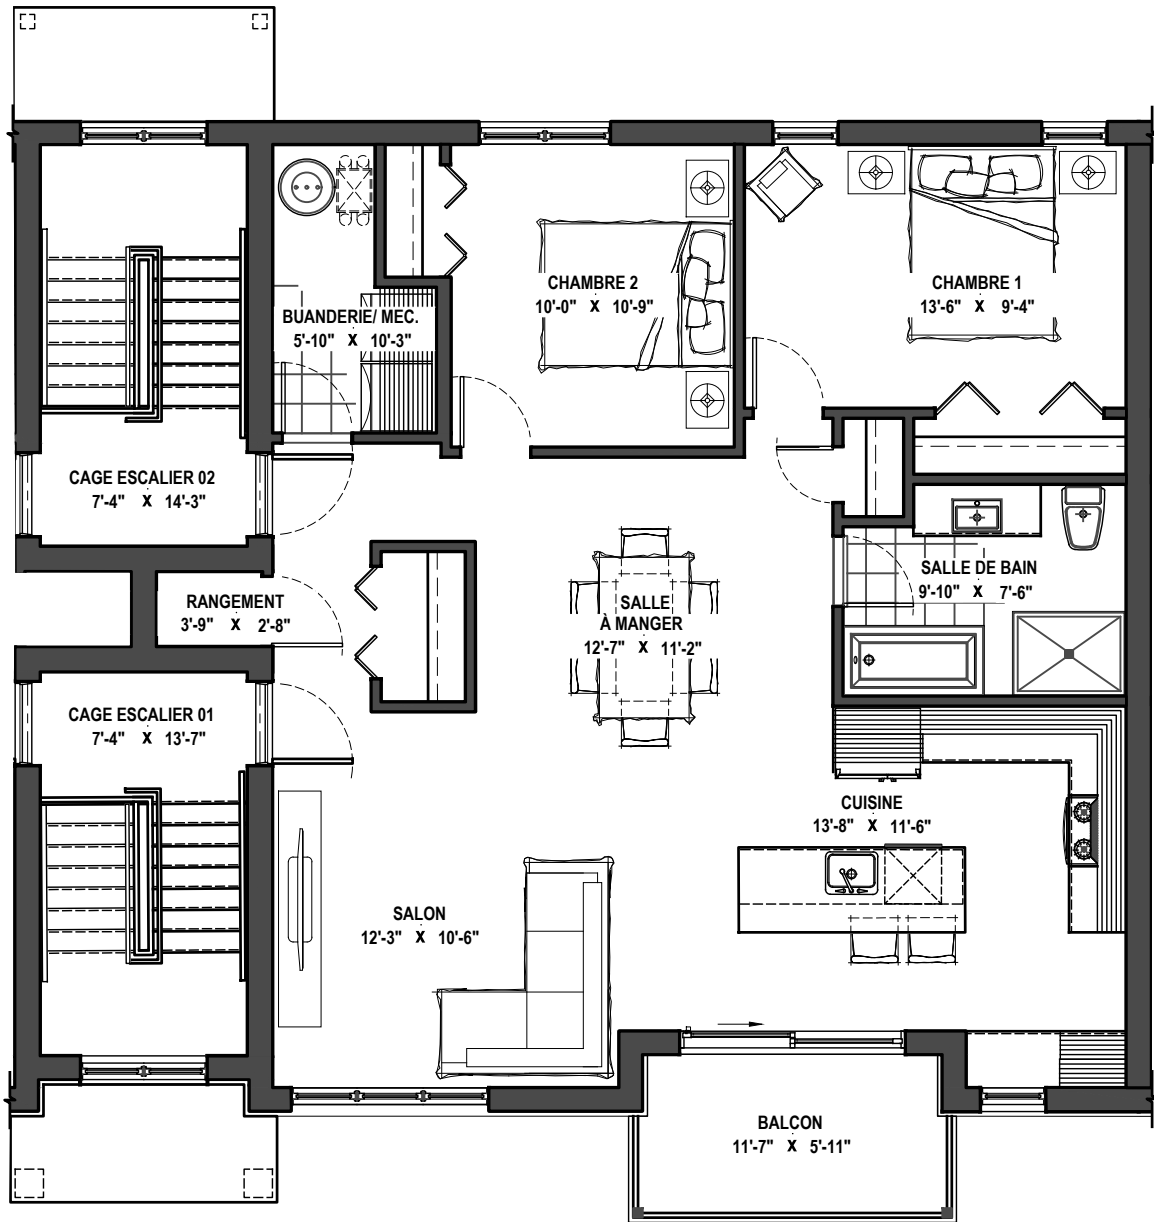 CHAMBRE 2
10'-0" X 10'-9"
CHAMBRE 1
13'-6" X 9'-4"
BUANDERIE/ MEC.
5'-10" X 10'-3"
CAGE ESCALIER 02
7'-4" X 14'-3"
SALLE DE BAIN
9'-10" X 7'-6"
RANGEMENT
3'-9" X 2'-8"
SALLE
À MANGER
12'-7" X 11'-2"
CAGE ESCALIER 01
7'-4" X 13'-7"
CUISINE
13'-8" X 11'-6"
SALON
12'-3" X 10'-6"
BALCON
11'-7" X 5'-11"